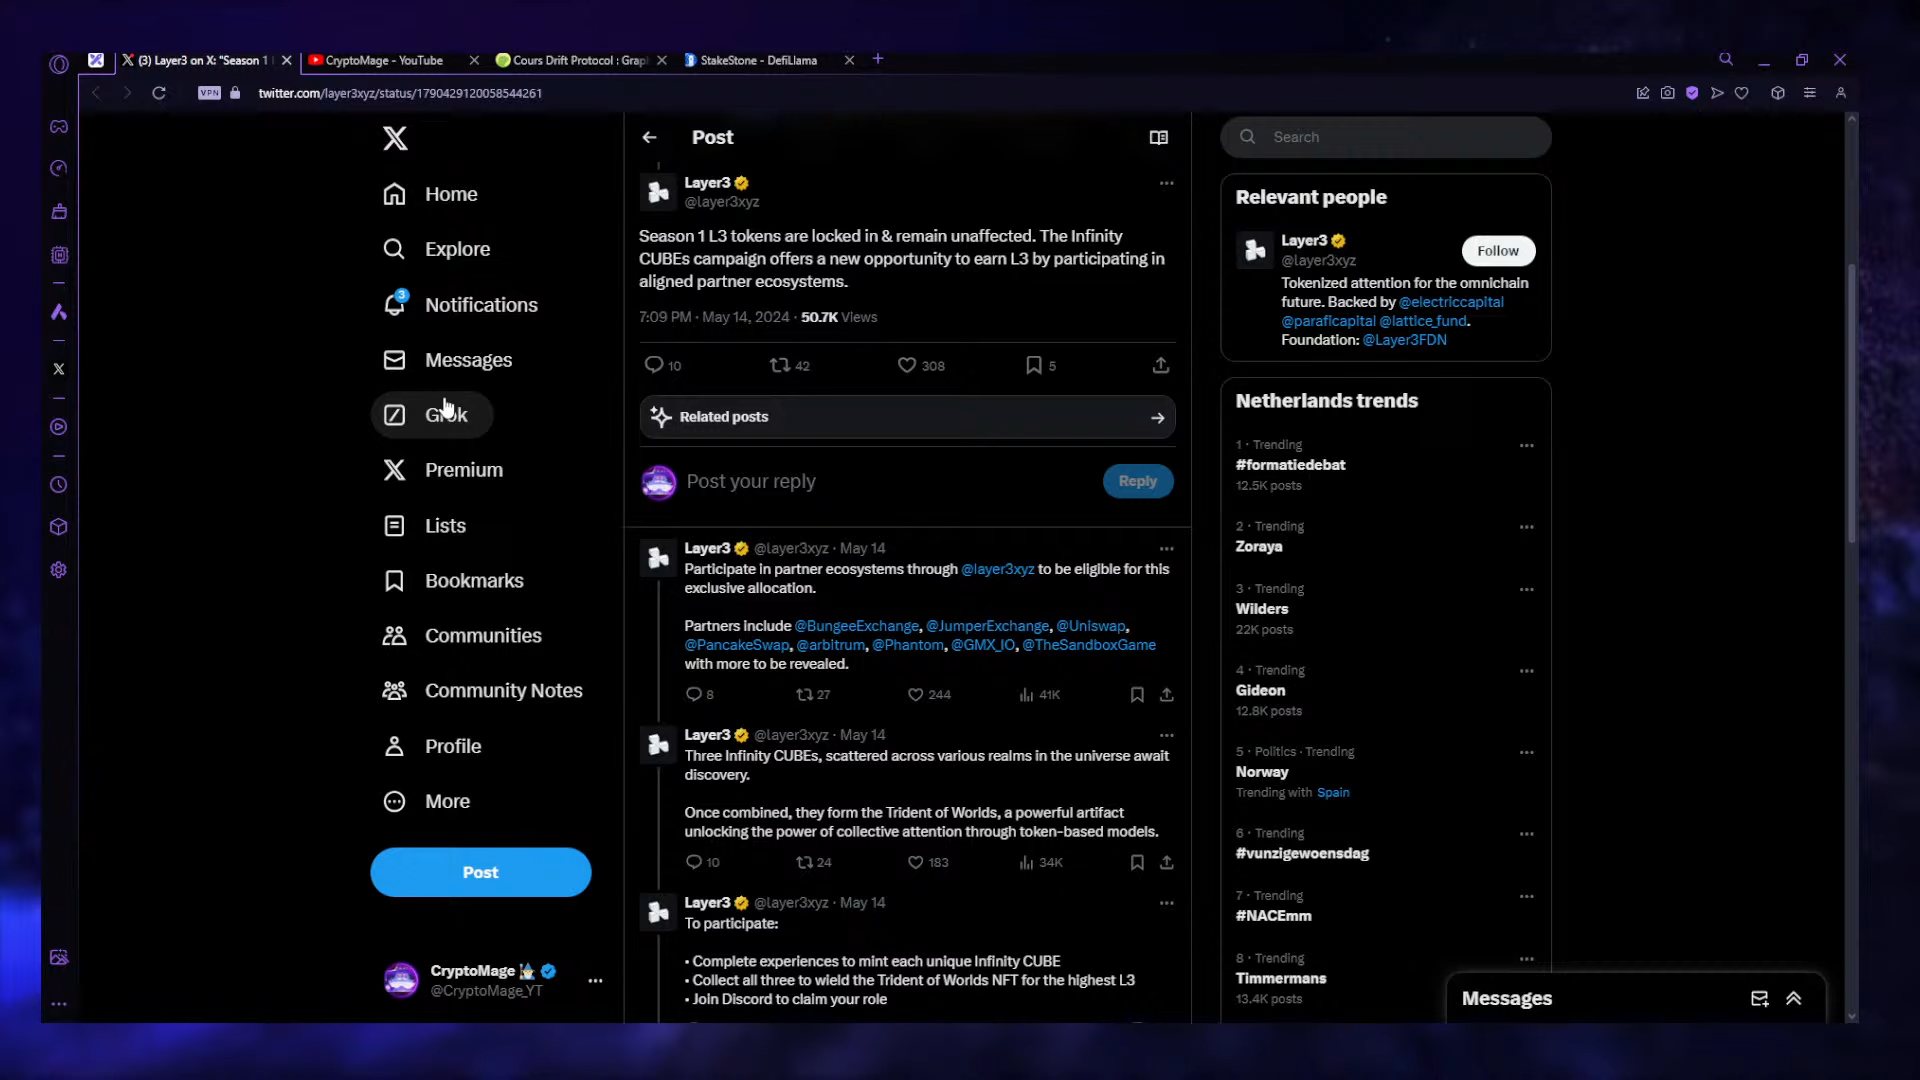 (3) Layer3 on X: "Season 1
CryptoMage - YouTube
Cours Drift Protocol : Grap
StakeStone - DefiLlama
VPN
twitter.com/layer3xyz/status/1790429120058544261
Home
Explore
3
Notifications
Messages
Grok
Premium
Lists
Bookmarks
Communities
Community Notes
Profile
More
Post
CryptoMage
@CryptoMage_YT
Post
Layer3
@layer3xyz
Season 1 L3 tokens are locked in & remain unaffected. The Infinity
CUBEs campaign offers a new opportunity to earn L3 by participating in
aligned partner ecosystems.
7:09 PM · May 14, 2024 · 50.7K Views
10 42 308 5
Related posts
Post your reply
Reply
Layer3 @layer3xyz · May 14
Participate in partner ecosystems through @layer3xyz to be eligible for this
exclusive allocation.
Partners include @BungeeExchange, @JumperExchange, @Uniswap,
@PancakeSwap, @arbitrum, @Phantom, @GMX_IO, @TheSandboxGame
with more to be revealed.
8 27 244 41K
Layer3 @layer3xyz · May 14
Three Infinity CUBEs, scattered across various realms in the universe await
discovery.
Once combined, they form the Trident of Worlds, a powerful artifact
unlocking the power of collective attention through token-based models.
10 24 183 34K
Layer3 @layer3xyz · May 14
To participate:
• Complete experiences to mint each unique Infinity CUBE
• Collect all three to wield the Trident of Worlds NFT for the highest L3
• Join Discord to claim your role
Search
Relevant people
Layer3
@layer3xyz
Follow
Tokenized attention for the omnichain
future. Backed by @electriccapital
@paraficapital @lattice_fund.
Foundation: @Layer3FDN
Netherlands trends
1 · Trending
#formatiedebat
12.5K posts
2 · Trending
Zoraya
3 · Trending
Wilders
22K posts
4 · Trending
Gideon
12.8K posts
5 · Politics · Trending
Norway
Trending with Spain
6 · Trending
#vunzigewoensdag
7 · Trending
#NACEmm
8 · Trending
Timmermans
13.4K posts
Messages